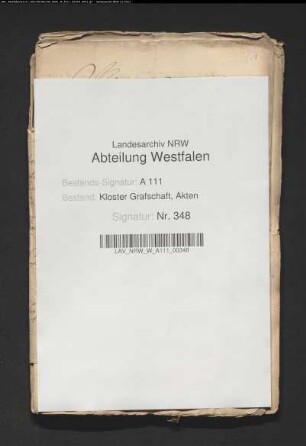 Landesarchiv NRW
Abteilung Westfalen
Bestands-Signatur: A 111
Bestand: Kloster Grafschaft, Akten
Signatur: Nr. 348
LAV_NRW_W_A111_00348